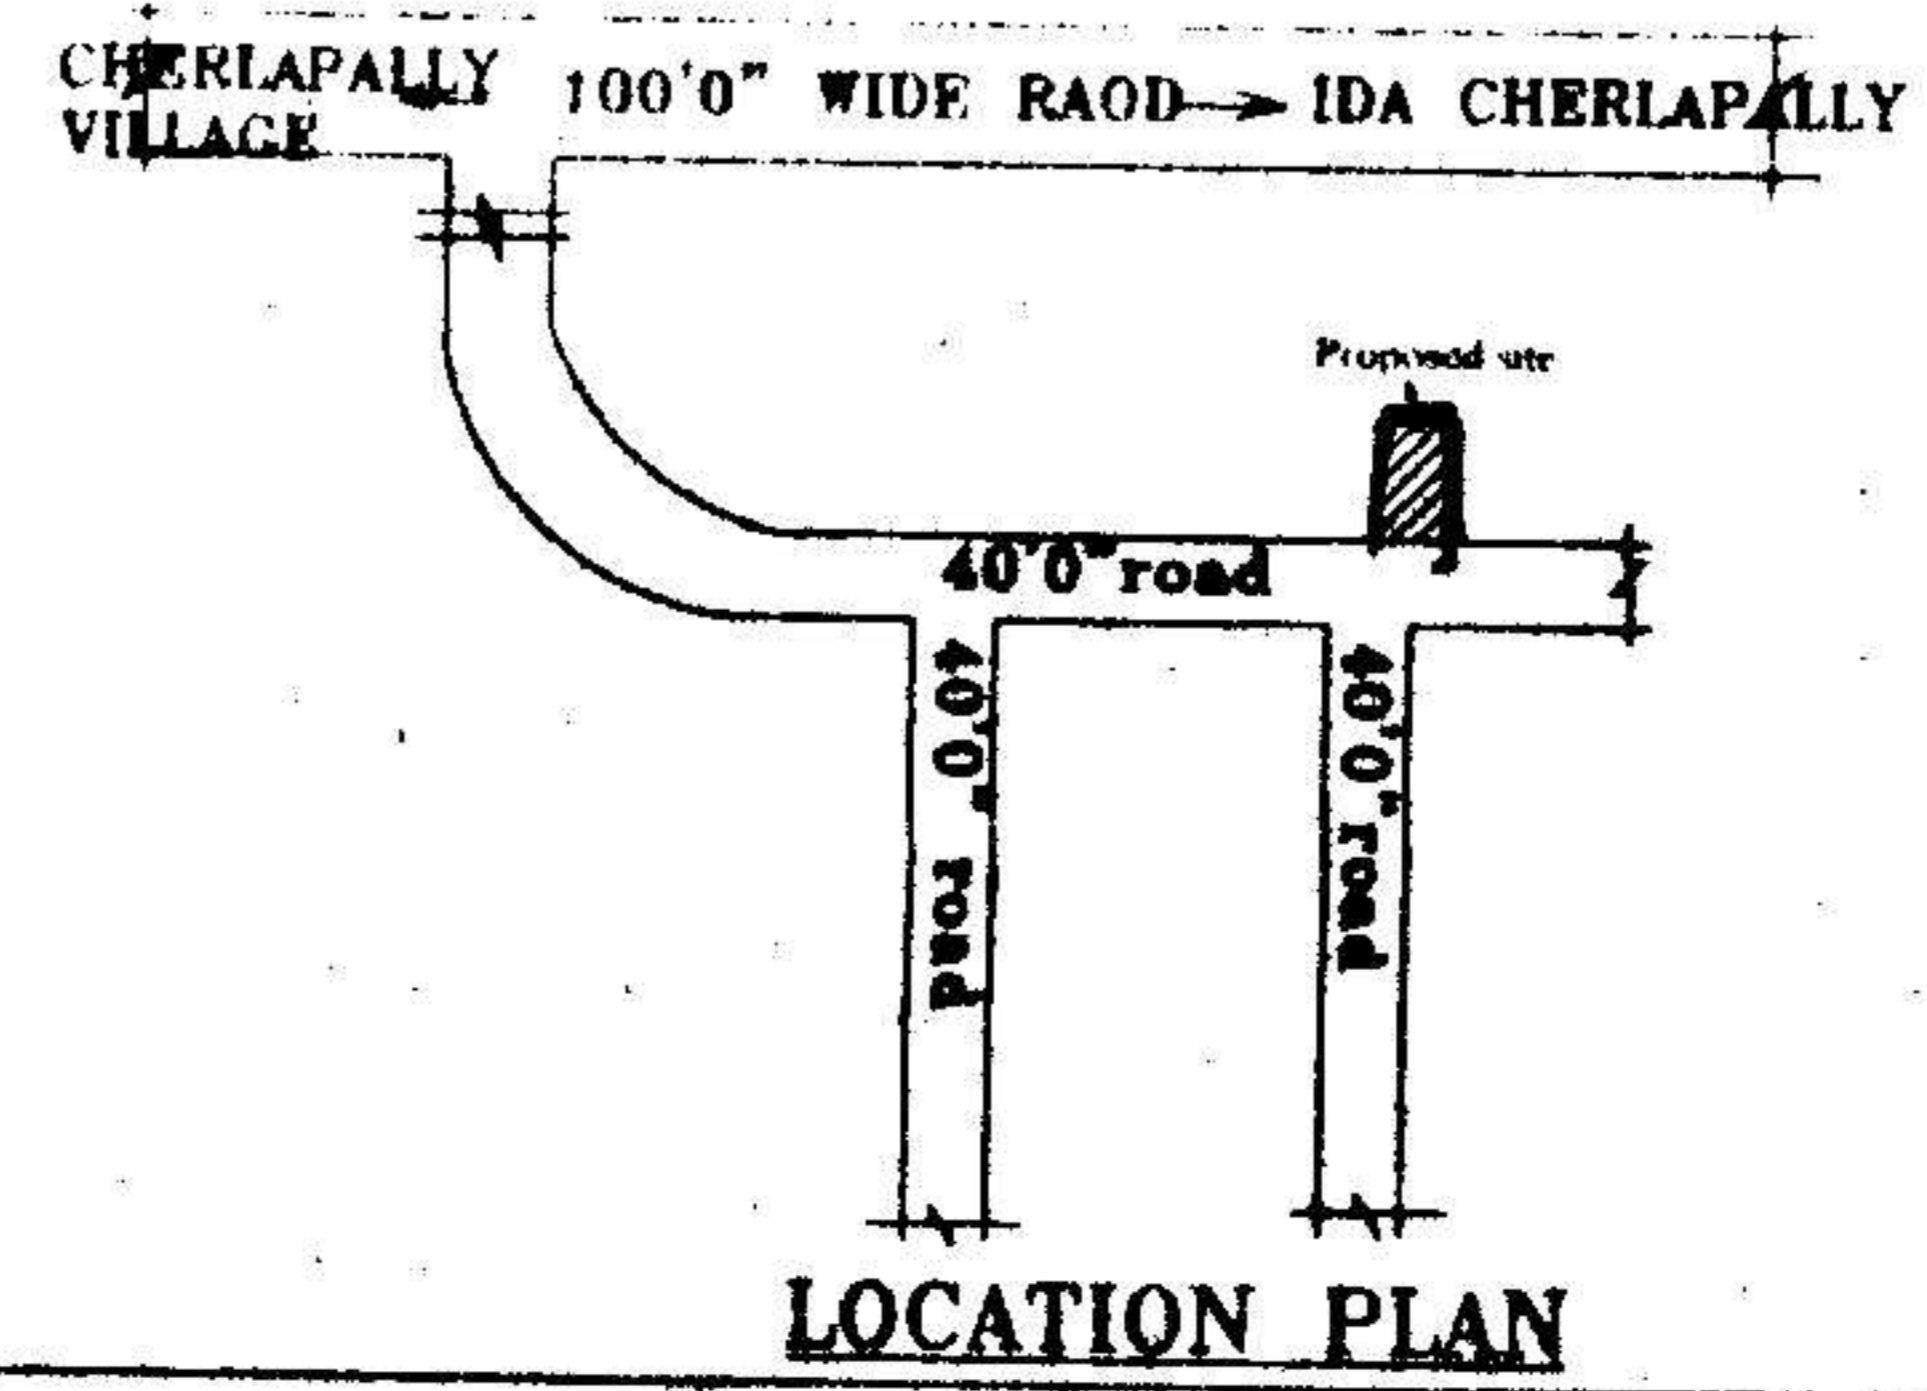 CHERLAPALLY VILLAGE
100'0" WIDE RAOD → IDA CHERLAPALLY
Proposed site
40'0" road
40'0" road
40'0" road
LOCATION PLAN